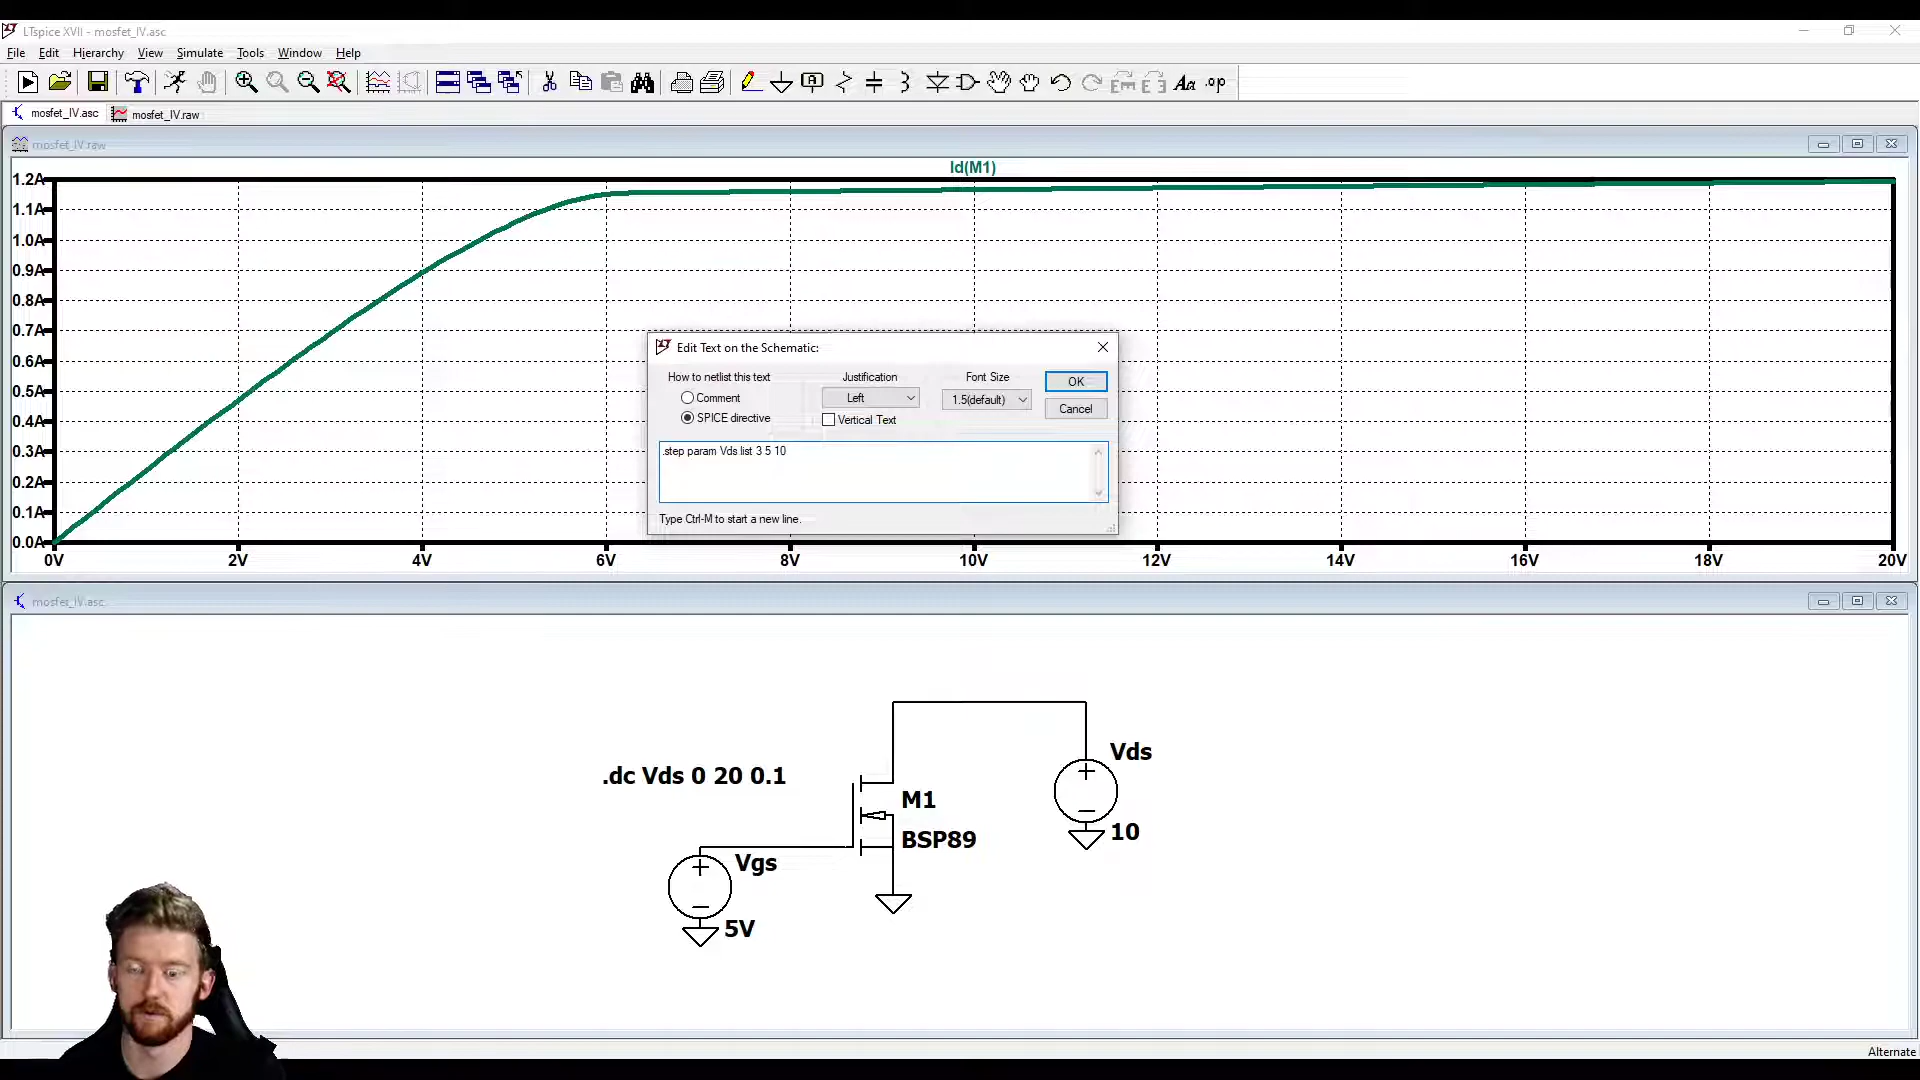 LTspice XVII - mosfet_IV.asc
File Edit Hierarchy View Simulate Tools Window Help
mosfet_IV.asc mosfet_IV.raw
mosfet_IV.raw
Id(M1)
1.2A
1.1A
1.0A
0.9A
0.8A
0.7A
0.6A
0.5A
0.4A
0.3A
0.2A
0.1A
0.0A
0V 2V 4V 6V 8V 10V 12V 14V 16V 18V 20V
Edit Text on the Schematic:
How to netlist this text
Comment
SPICE directive
Justification
Left
Vertical Text
Font Size
1.5(default)
OK
Cancel
.step param Vds list 3 5 10
Type Ctrl-M to start a new line.
mosfet_IV.asc
.dc Vds 0 20 0.1
M1
BSP89
Vds
10
Vgs
5V
Alternate